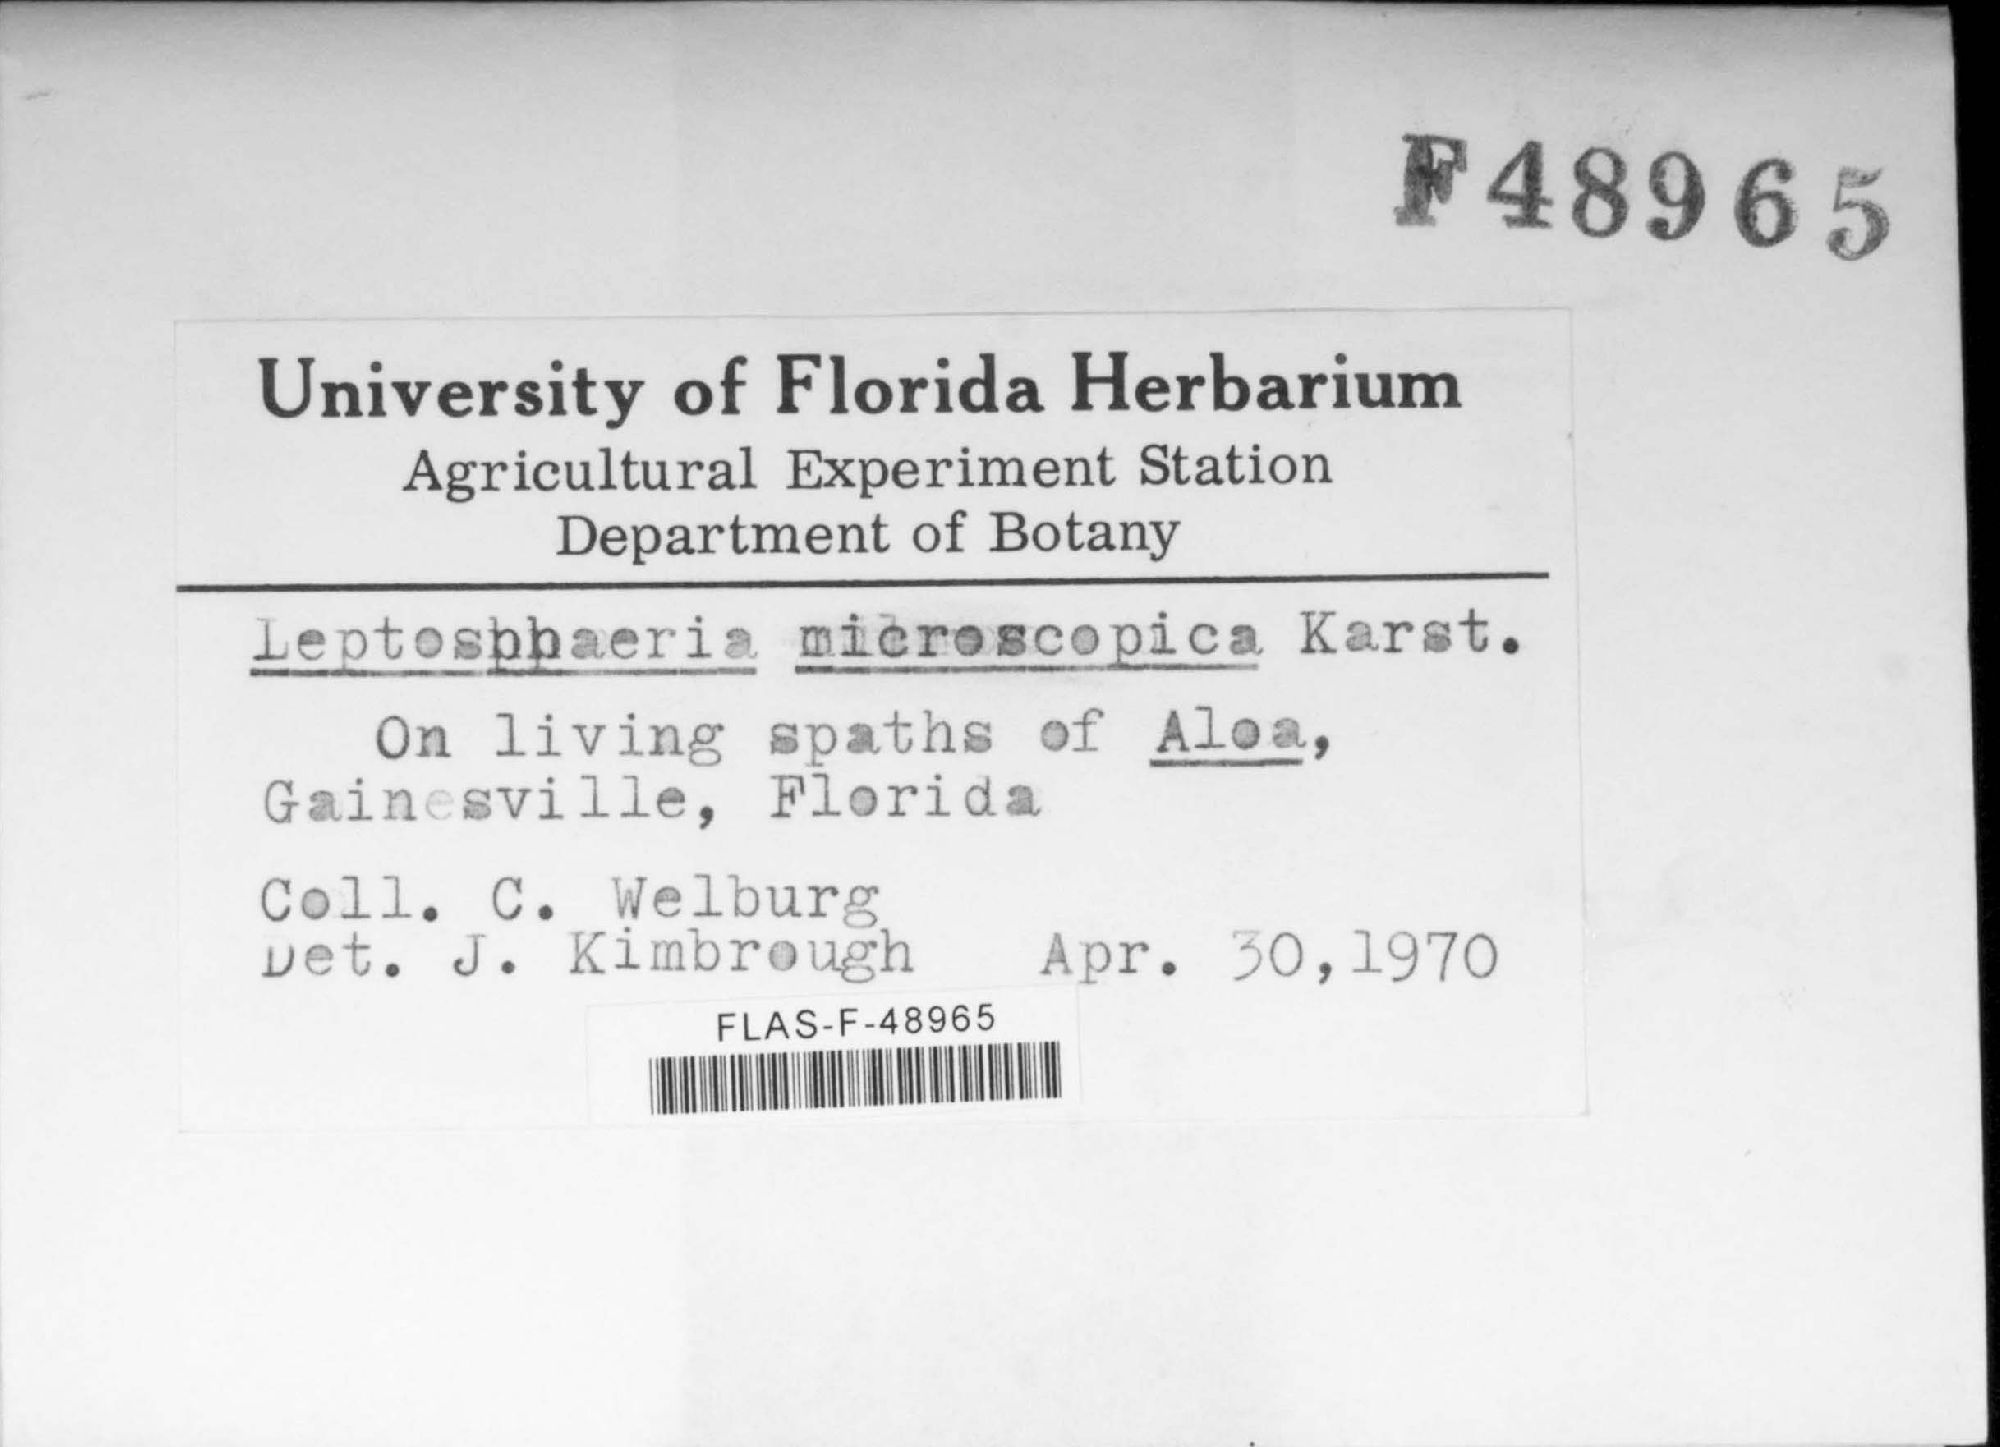 F48965
University of Florida Herbarium
Agricultural Experiment Station
Department of Botany
Leptosphaeria microscopica Karst.
On living spaths of Aloa,
Gainesville, Florida
Coll. C. Welburg
Det. J. Kimbrough Apr. 30,1970
FLAS-F-48965